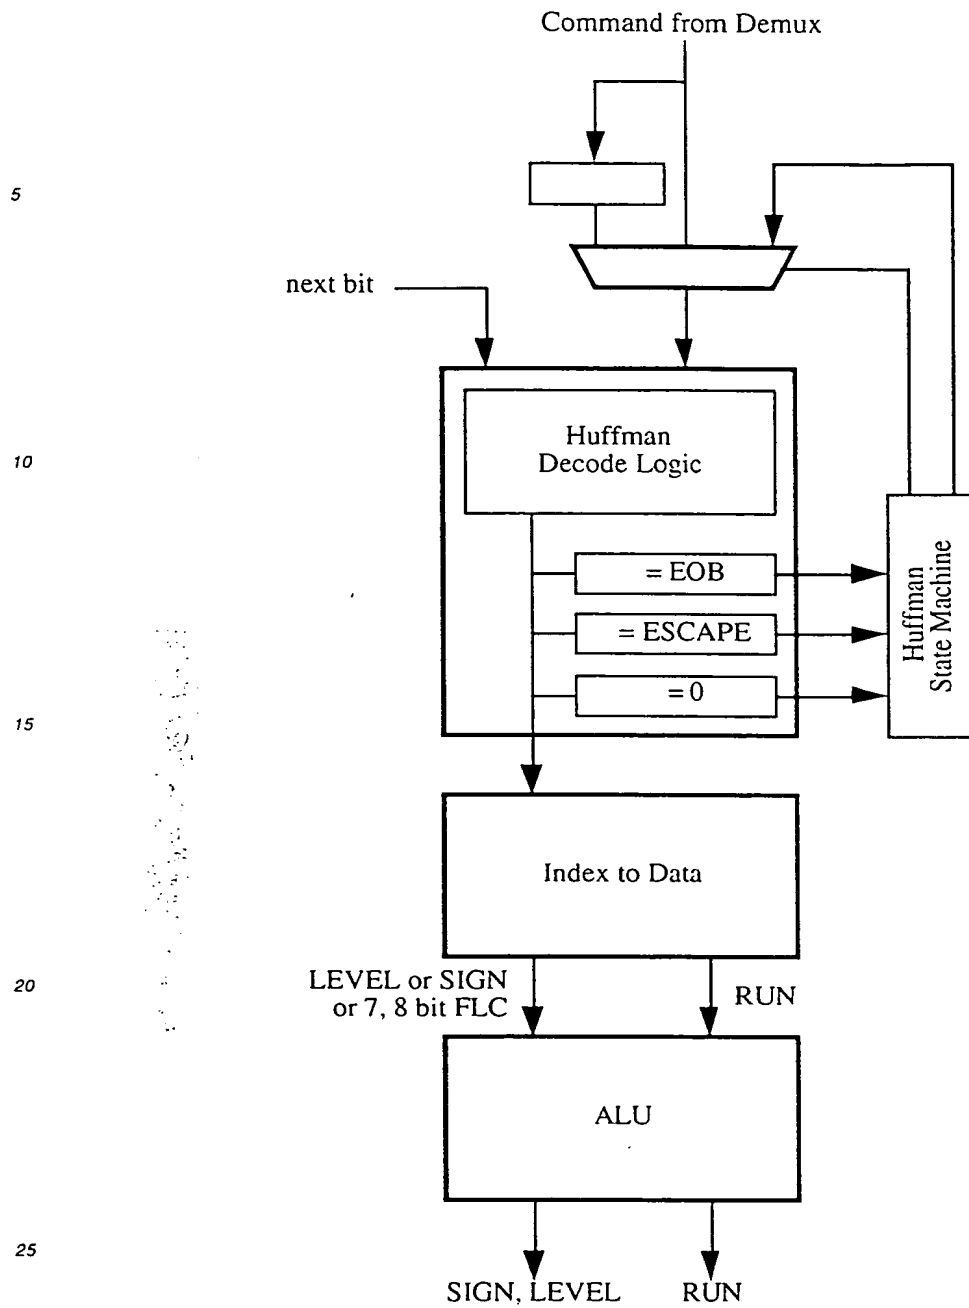 Command from Demux
5
next bit
Huffman
Decode Logic
10
= EOB
= ESCAPE
= 0
Huffman
State Machine
15
Index to Data
20
LEVEL or SIGN
or 7, 8 bit FLC
RUN
ALU
25
SIGN, LEVEL
RUN